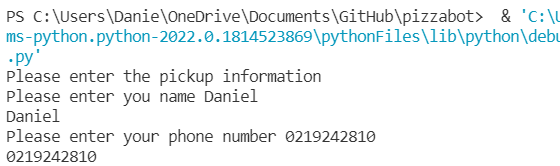 PS C:\Users\Danie\OneDrive\Documents\GitHub\pizzabot>  & 'C:\U
ms-python.python-2022.0.1814523869\pythonFiles\lib\python\debu
.py'
Please enter the pickup information
Please enter you name Daniel
Daniel
Please enter your phone number 0219242810
0219242810